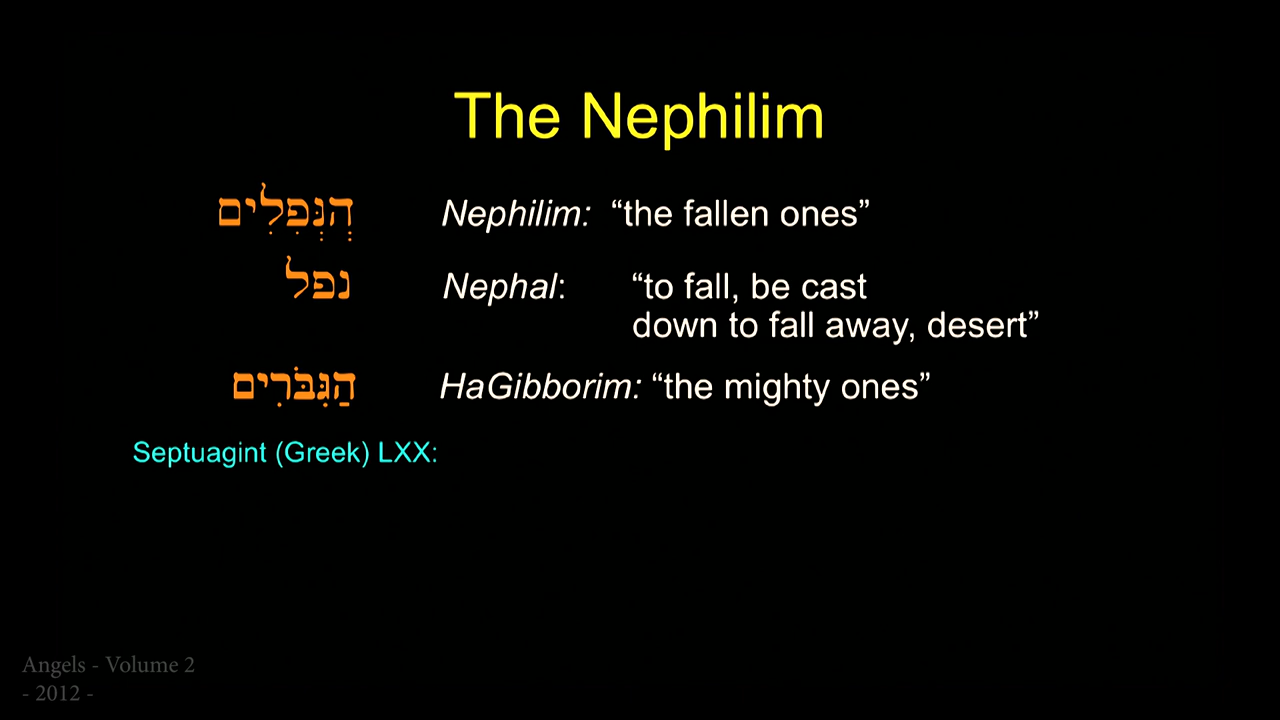 The Nephilim
הְנְּפִלִים Nephilim: “the fallen ones”
נפל Nephal: “to fall, be cast
down to fall away, desert”
הַגִּבֹּרִים HaGibborim: “the mighty ones”
Septuagint (Greek) LXX:
Angels - Volume 2
- 2012 -